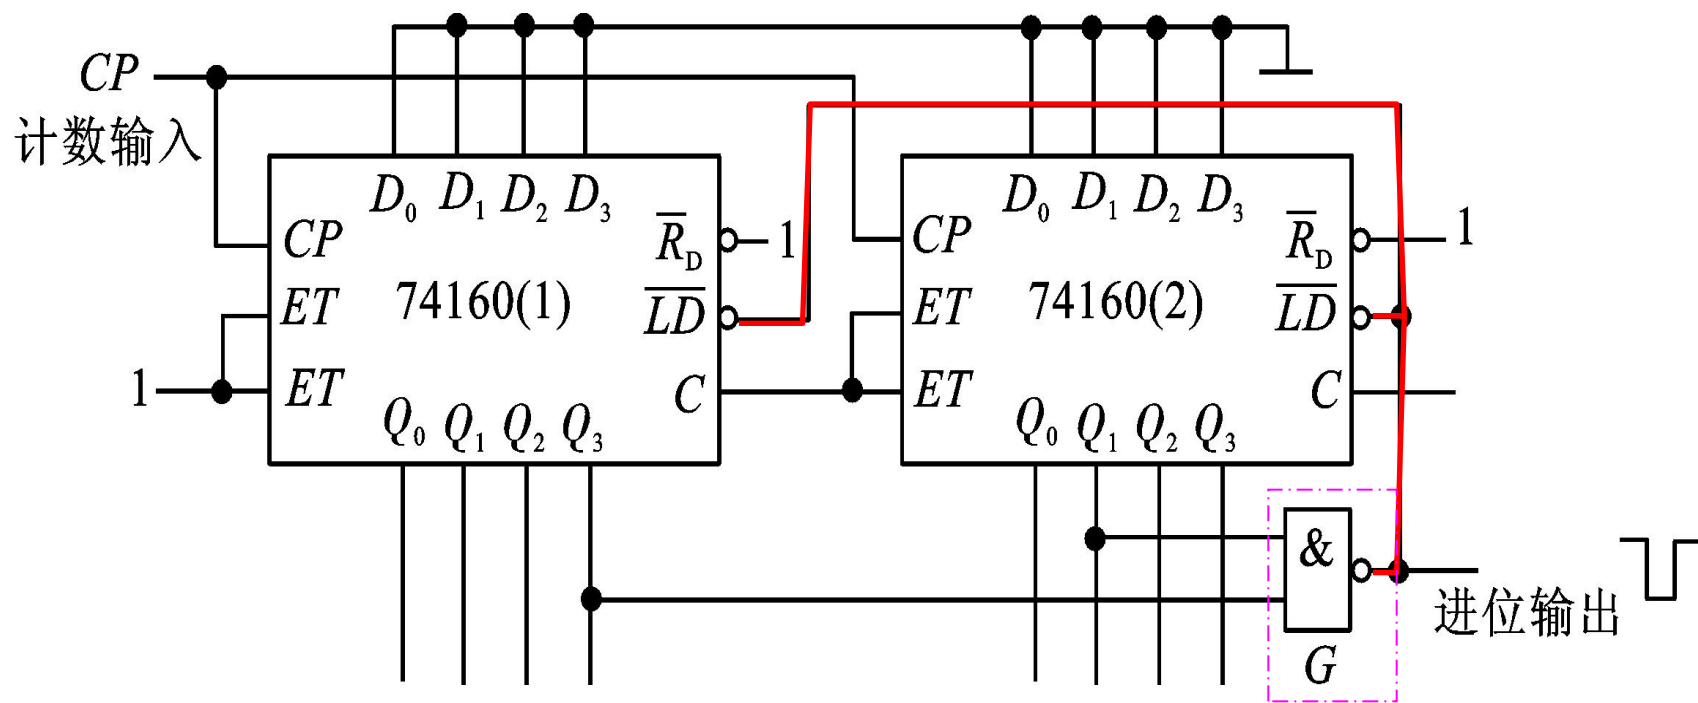 CP
计数输入
D₀ D₁ D₂ D₃
CP
ET
1
ET
74160(1)
R̅_D
1
L̅D̅
C
Q₀ Q₁ Q₂ Q₃
D₀ D₁ D₂ D₃
CP
ET
ET
74160(2)
R̅_D
1
L̅D̅
C
Q₀ Q₁ Q₂ Q₃
&
G
进位输出